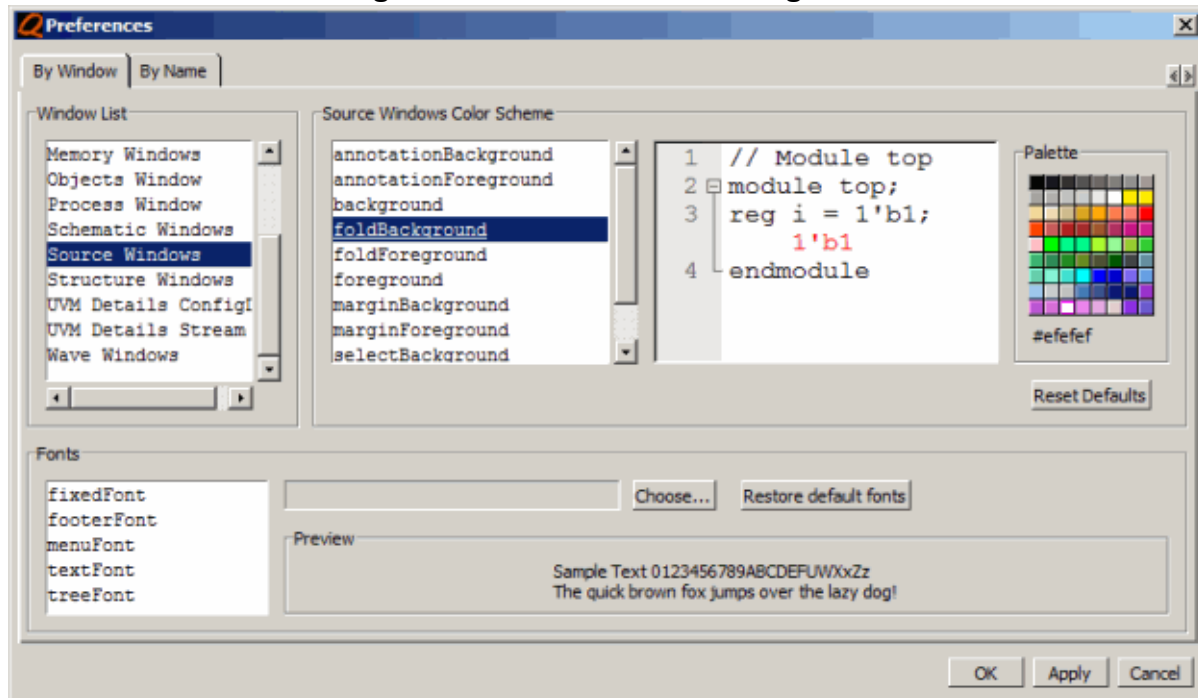 Preferences
By Window
By Name
Window List
Memory Windows
Objects Window
Process Window
Schematic Windows
Source Windows
Structure Windows
UVM Details
UVM Details Stream
Wave Windows
Source Windows Color Scheme
annotationBackground
annotationForeground
background
foldBackground
foldForeground
foreground
marginBackground
marginForeground
selectBackground
1 // Module top
2 module top;
3 reg i = 1'b1;
1'b1
4 endmodule
Palette
#efefef
Reset Defaults
Fonts
fixedFont
footerFont
menuFont
textFont
treeFont
Choose...
Restore default fonts
Preview
Sample Text 0123456789ABCDEFUWXxZz
The quick brown fox jumps over the lazy dog!
OK
Apply
Cancel